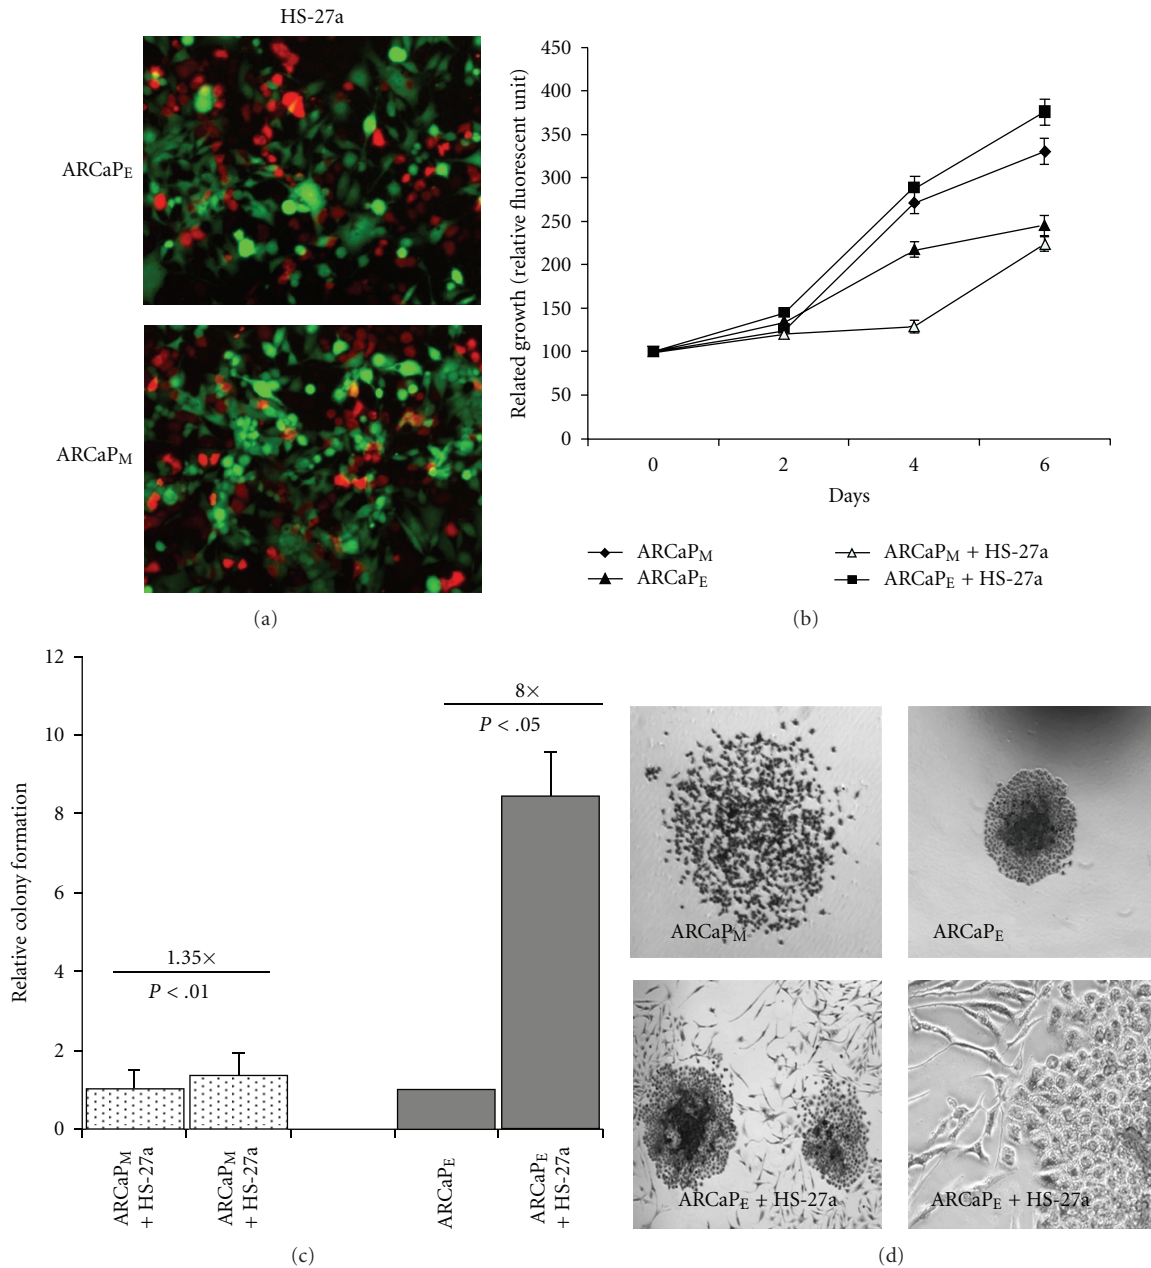 HS-27a
ARCaPE
ARCaPM
(a)
Related growth (relative fluorescent unit)
450
400
350
300
250
200
150
100
50
0
0 2 4 6
Days
ARCaPM
ARCaPE
ARCaPM + HS-27a
ARCaPE + HS-27a
(b)
Relative colony formation
12
10
8
6
4
2
0
1.35×
P < .01
8×
P < .05
ARCaPM
+ HS-27a
ARCaPM
+ HS-27a
ARCaPE
ARCaPE
+ HS-27a
(c)
ARCaPM
ARCaPE
ARCaPE + HS-27a
ARCaPE + HS-27a
(d)